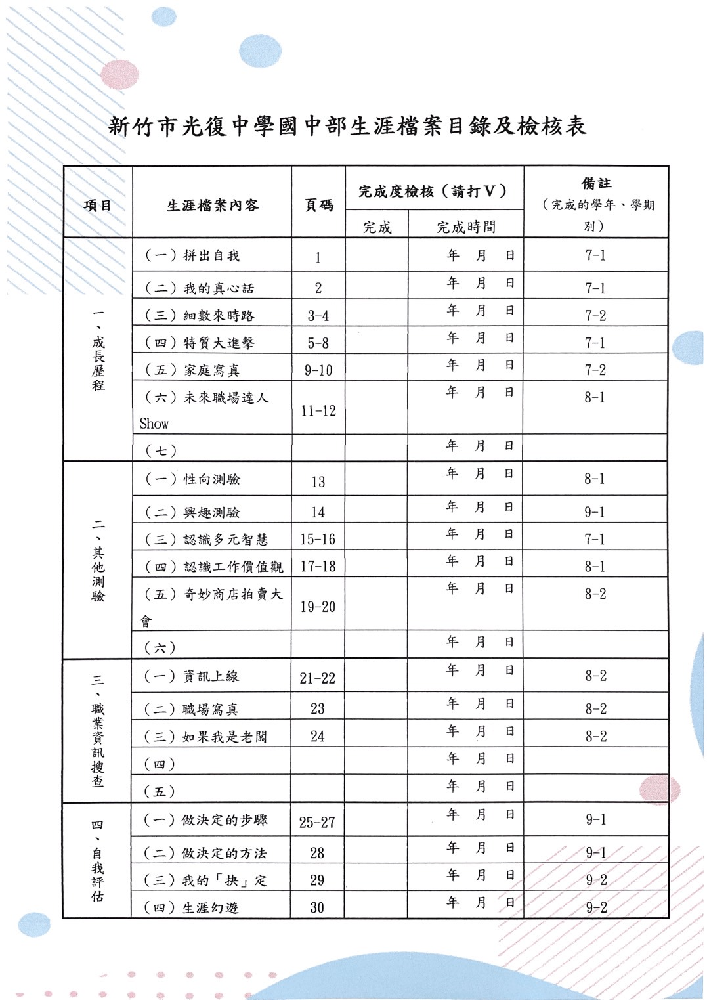 新竹市光復中學國中部生涯檔案目錄及檢核表
項目 生涯檔案內容 頁碼 完成度檢核（請打V） 備註（完成的學年、學期別）
完成 完成時間
一、成長歷程
（一）拼出自我 1 年 月 日 7-1
（二）我的真心話 2 年 月 日 7-1
（三）細數來時路 3-4 年 月 日 7-2
（四）特質大進擊 5-8 年 月 日 7-1
（五）家庭寫真 9-10 年 月 日 7-2
（六）未來職場達人Show 11-12 年 月 日 8-1
（七） 年 月 日
二、其他測驗
（一）性向測驗 13 年 月 日 8-1
（二）興趣測驗 14 年 月 日 9-1
（三）認識多元智慧 15-16 年 月 日 7-1
（四）認識工作價值觀 17-18 年 月 日 8-1
（五）奇妙商店拍賣大會 19-20 年 月 日 8-2
（六） 年 月 日
三、職業資訊搜查
（一）資訊上線 21-22 年 月 日 8-2
（二）職場寫真 23 年 月 日 8-2
（三）如果我是老闆 24 年 月 日 8-2
（四） 年 月 日
（五） 年 月 日
四、自我評估
（一）做決定的步驟 25-27 年 月 日 9-1
（二）做決定的方法 28 年 月 日 9-1
（三）我的「抉」定 29 年 月 日 9-2
（四）生涯幻遊 30 年 月 日 9-2